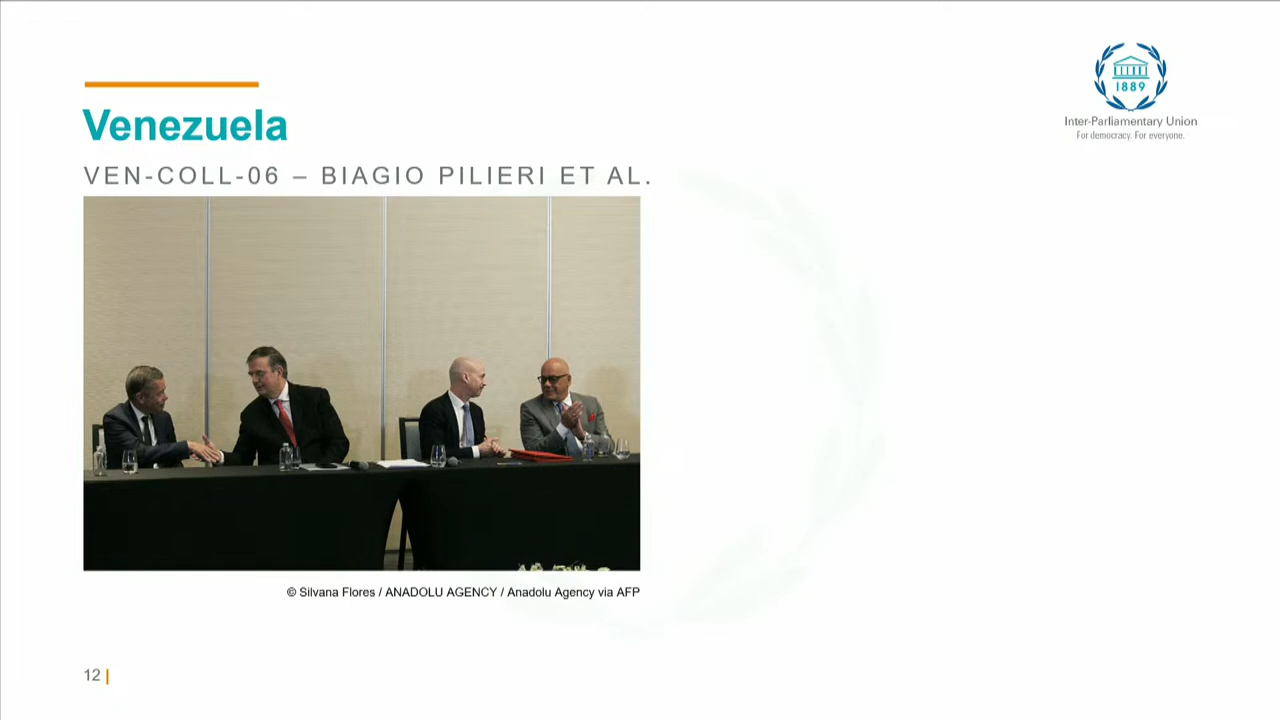 1889
Inter-Parliamentary Union
For democracy. For everyone.
Venezuela
VEN-COLL-06 – BIAGIO PILIERI ET AL.
© Silvana Flores / ANADOLU AGENCY / Anadolu Agency via AFP
12 |